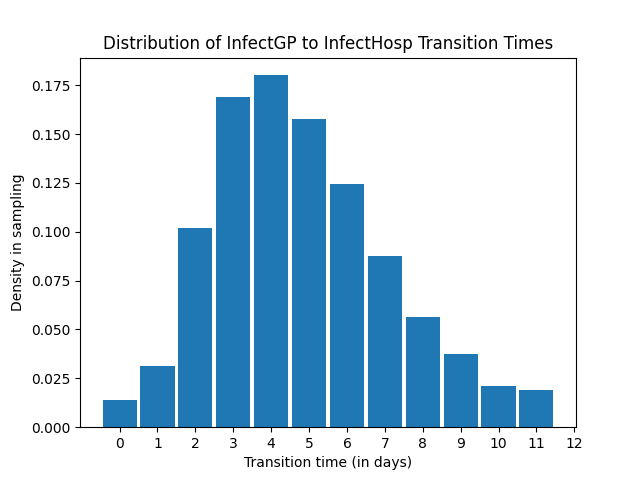 Distribution of InfectGP to InfectHosp Transition Times
Density in sampling
0.175
0.150
0.125
0.100
0.075
0.050
0.025
0.000
0 1 2 3 4 5 6 7 8 9 10 11 12
Transition time (in days)